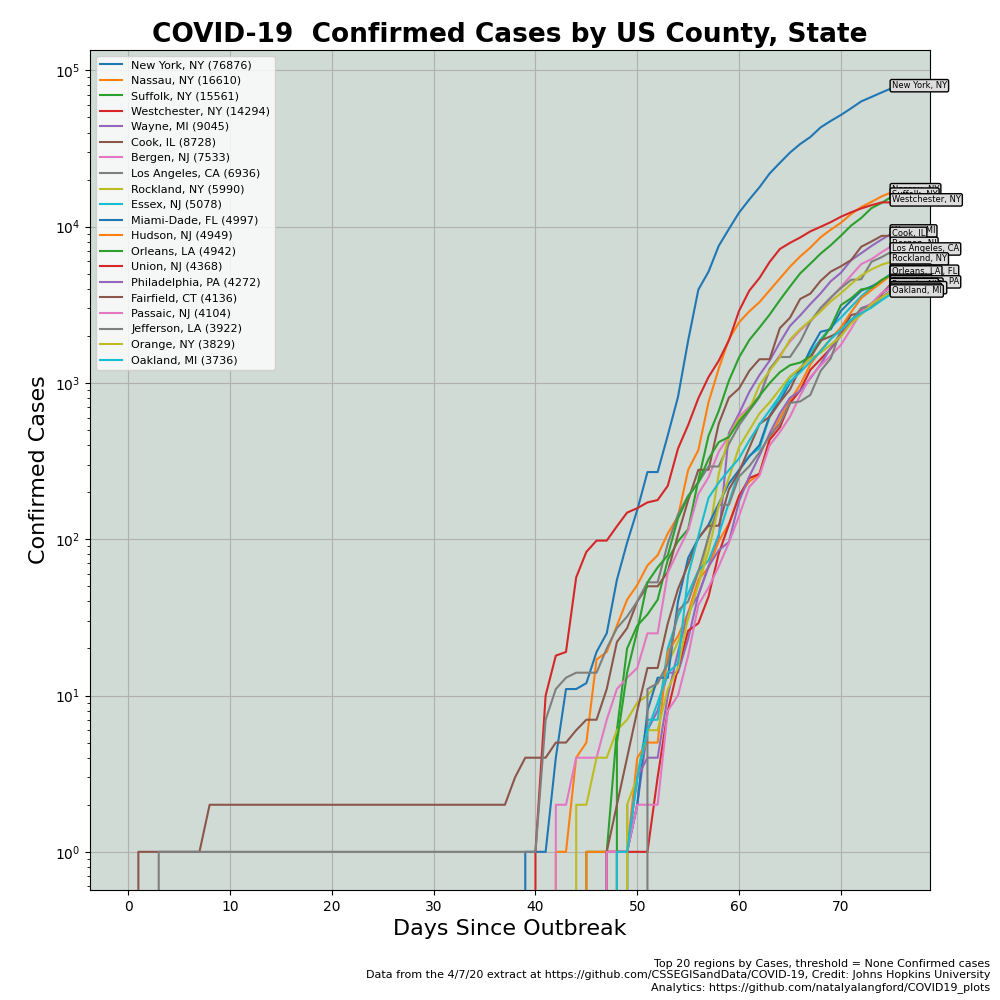 COVID-19  Confirmed Cases by US County, State
Confirmed Cases
10^5
10^4
10^3
10^2
10^1
10^0
New York, NY (76876)
Nassau, NY (16610)
Suffolk, NY (15561)
Westchester, NY (14294)
Wayne, MI (9045)
Cook, IL (8728)
Bergen, NJ (7533)
Los Angeles, CA (6936)
Rockland, NY (5990)
Essex, NJ (5078)
Miami-Dade, FL (4997)
Hudson, NJ (4949)
Orleans, LA (4942)
Union, NJ (4368)
Philadelphia, PA (4272)
Fairfield, CT (4136)
Passaic, NJ (4104)
Jefferson, LA (3922)
Orange, NY (3829)
Oakland, MI (3736)
New York, NY
Westchester, NY
Cook, IL
MI
Los Angeles, CA
Rockland, NY
Orleans, LA
FL
PA
Oakland, MI
0 10 20 30 40 50 60 70
Days Since Outbreak
Top 20 regions by Cases, threshold = None Confirmed cases
Data from the 4/7/20 extract at https://github.com/CSSEGISandData/COVID-19, Credit: Johns Hopkins University
Analytics: https://github.com/natalyalangford/COVID19_plots